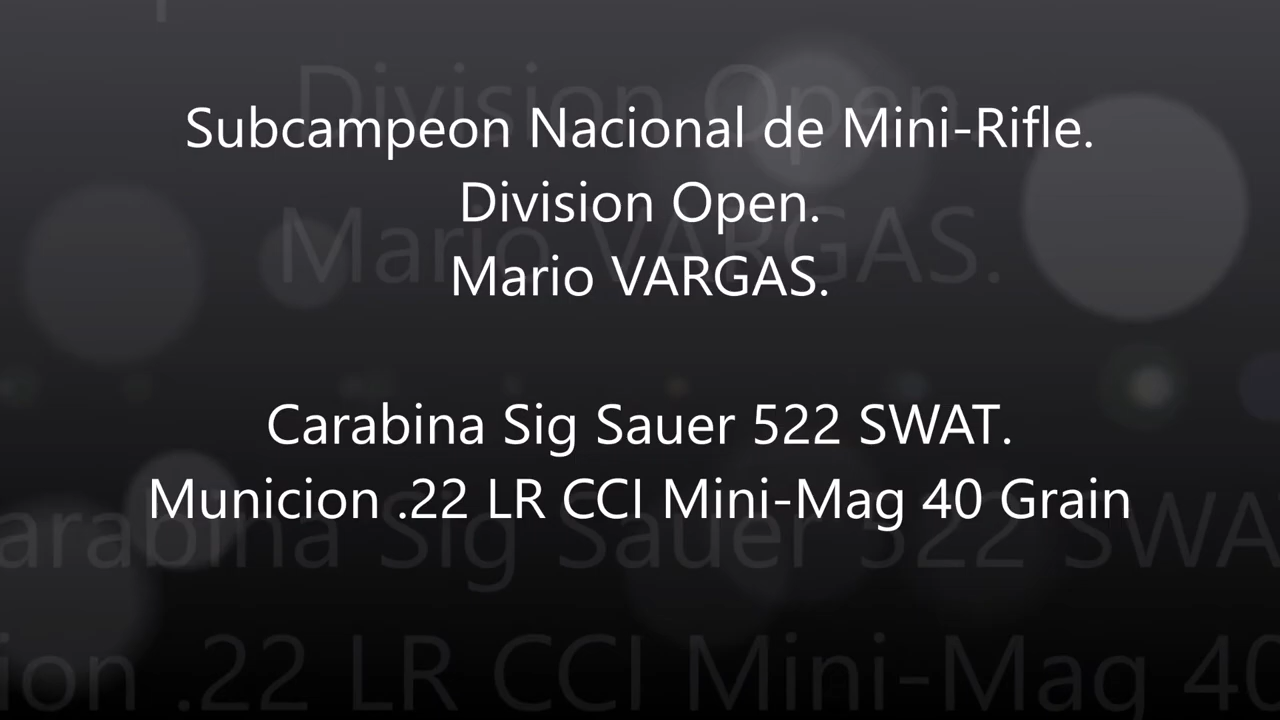 Subcampeon Nacional de Mini-Rifle.
Division Open.
Mario VARGAS.
Carabina Sig Sauer 522 SWAT.
Municion .22 LR CCI Mini-Mag 40 Grain